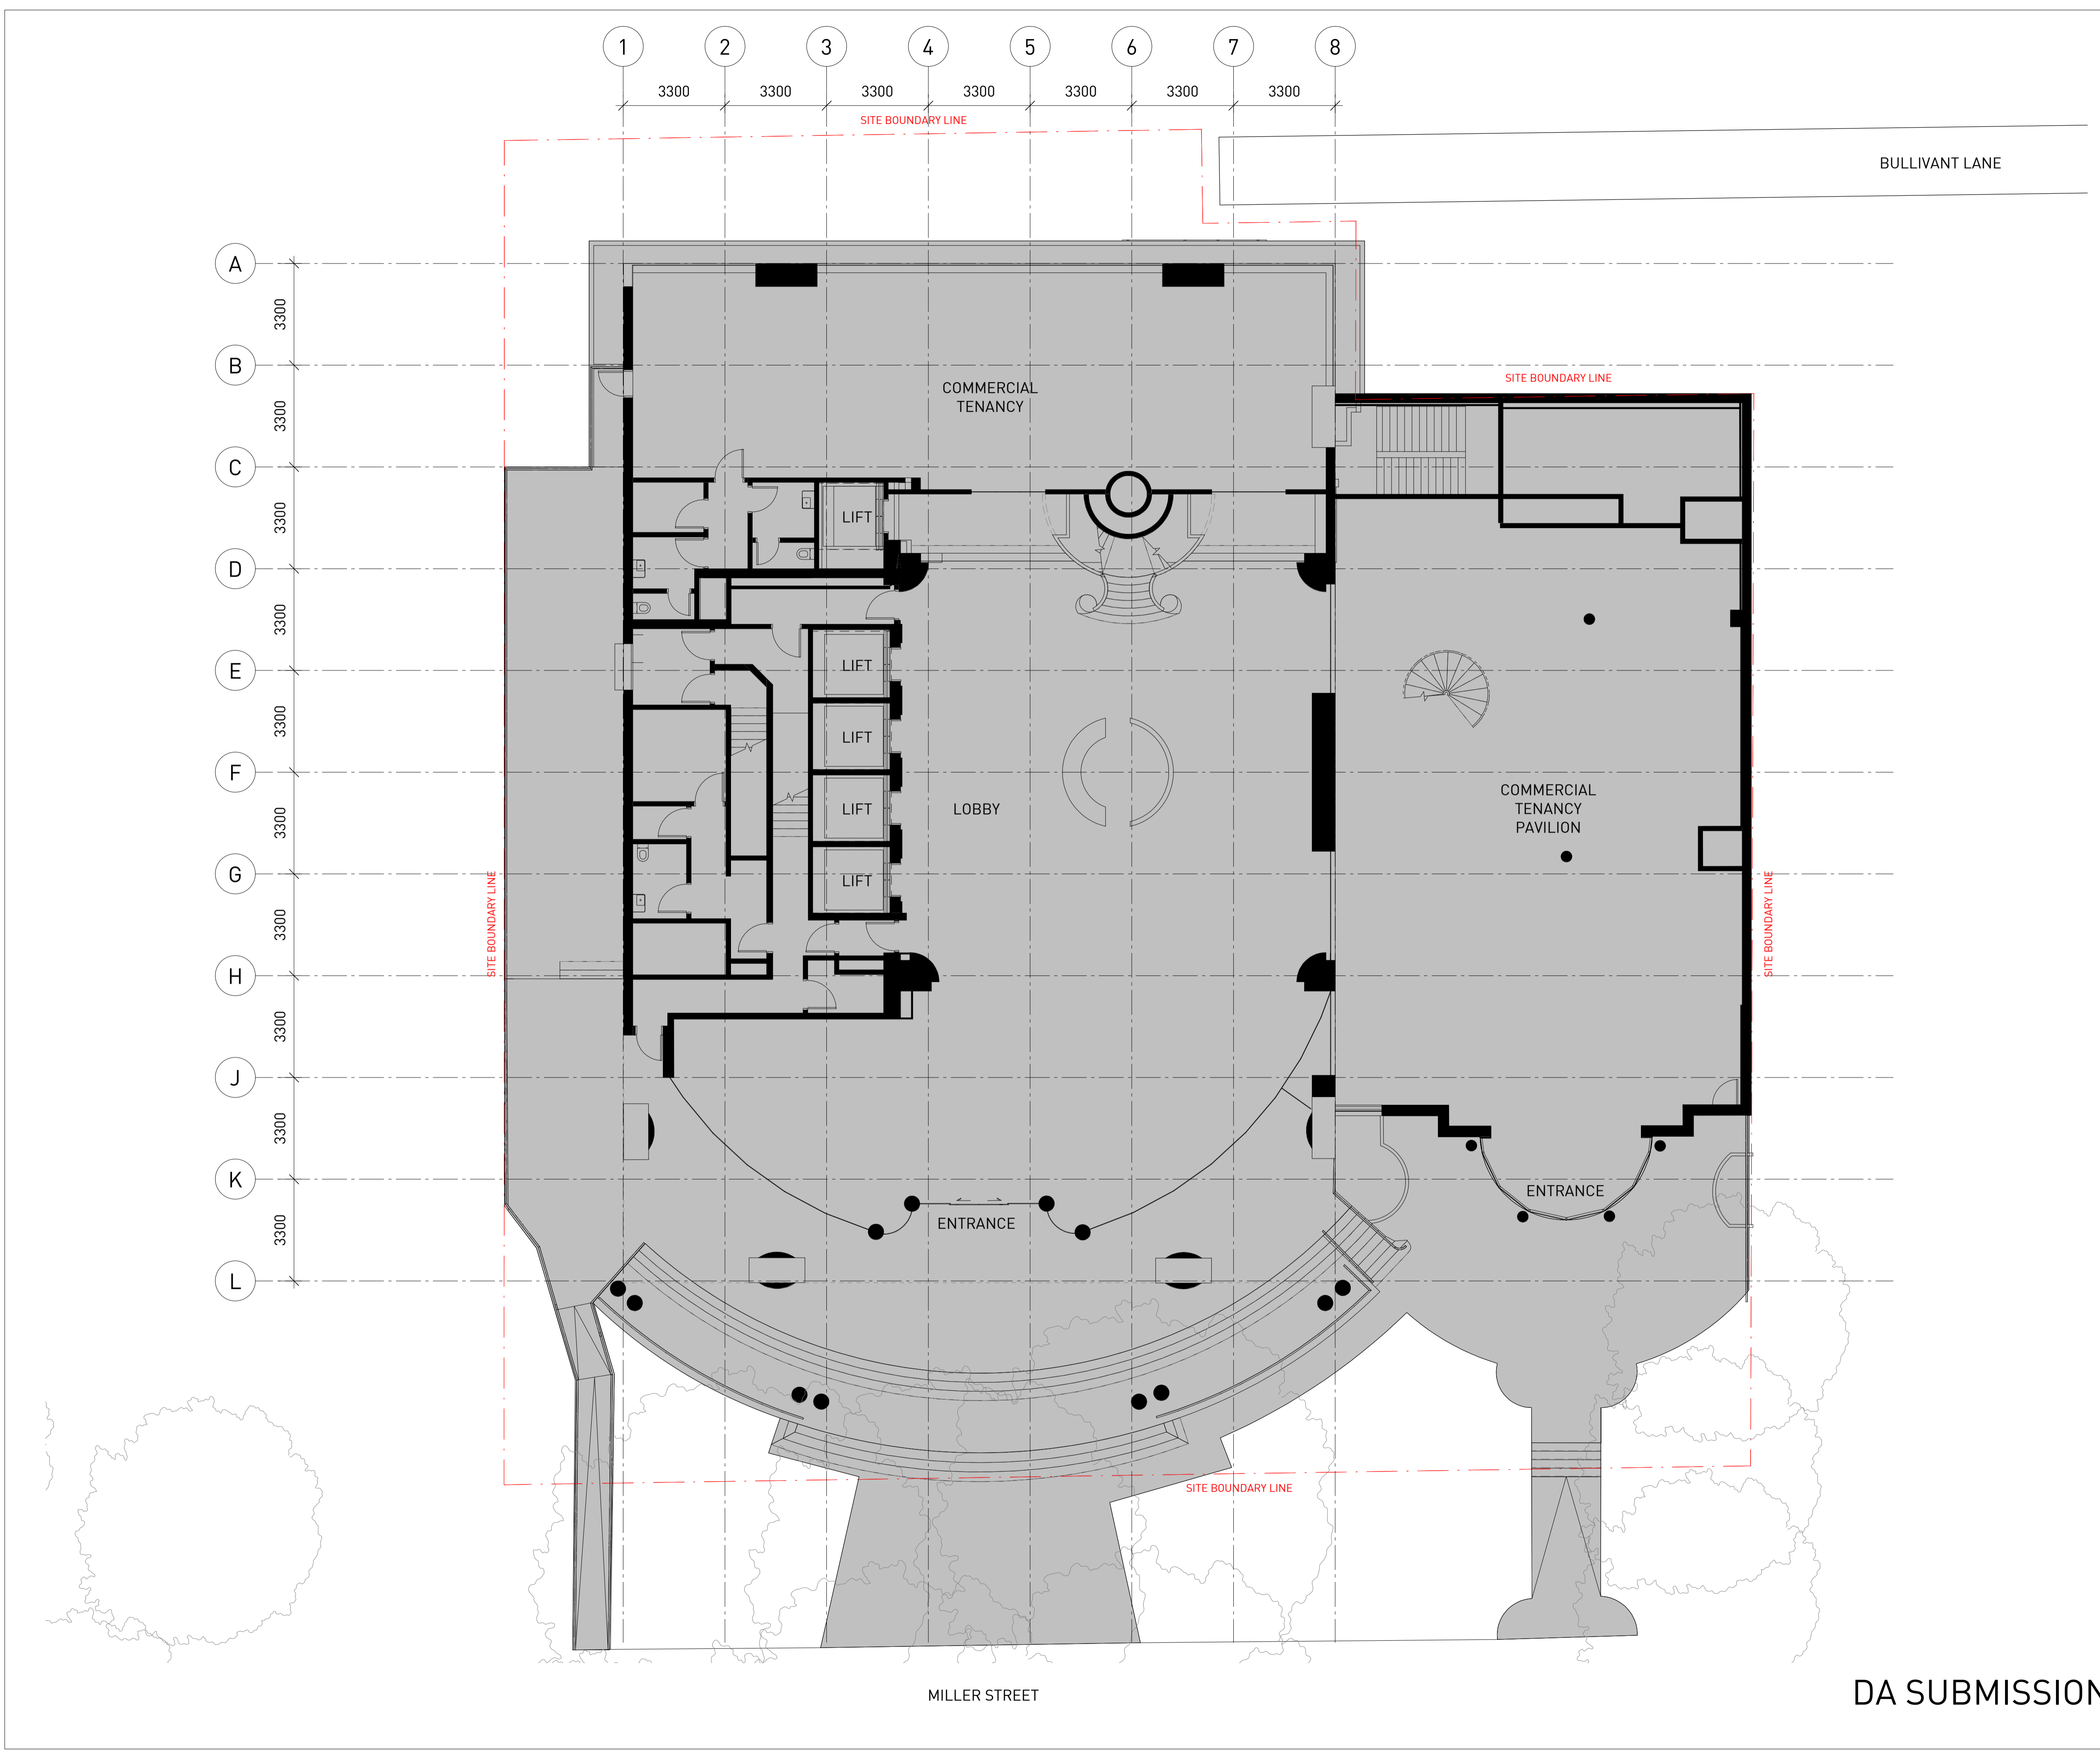 1 2 3 4 5 6 7 8
3300 3300 3300 3300 3300 3300 3300
SITE BOUNDARY LINE
BULLIVANT LANE
A
3300
B
3300
C
3300
D
3300
E
3300
F
3300
G
3300
H
3300
J
3300
K
3300
L
SITE BOUNDARY LINE
COMMERCIAL
TENANCY
LIFT
LIFT
LIFT
LIFT
LIFT
LOBBY
COMMERCIAL
TENANCY
PAVILION
SITE BOUNDARY LINE
SITE BOUNDARY LINE
ENTRANCE
ENTRANCE
SITE BOUNDARY LINE
MILLER STREET
DA SUBMISSION